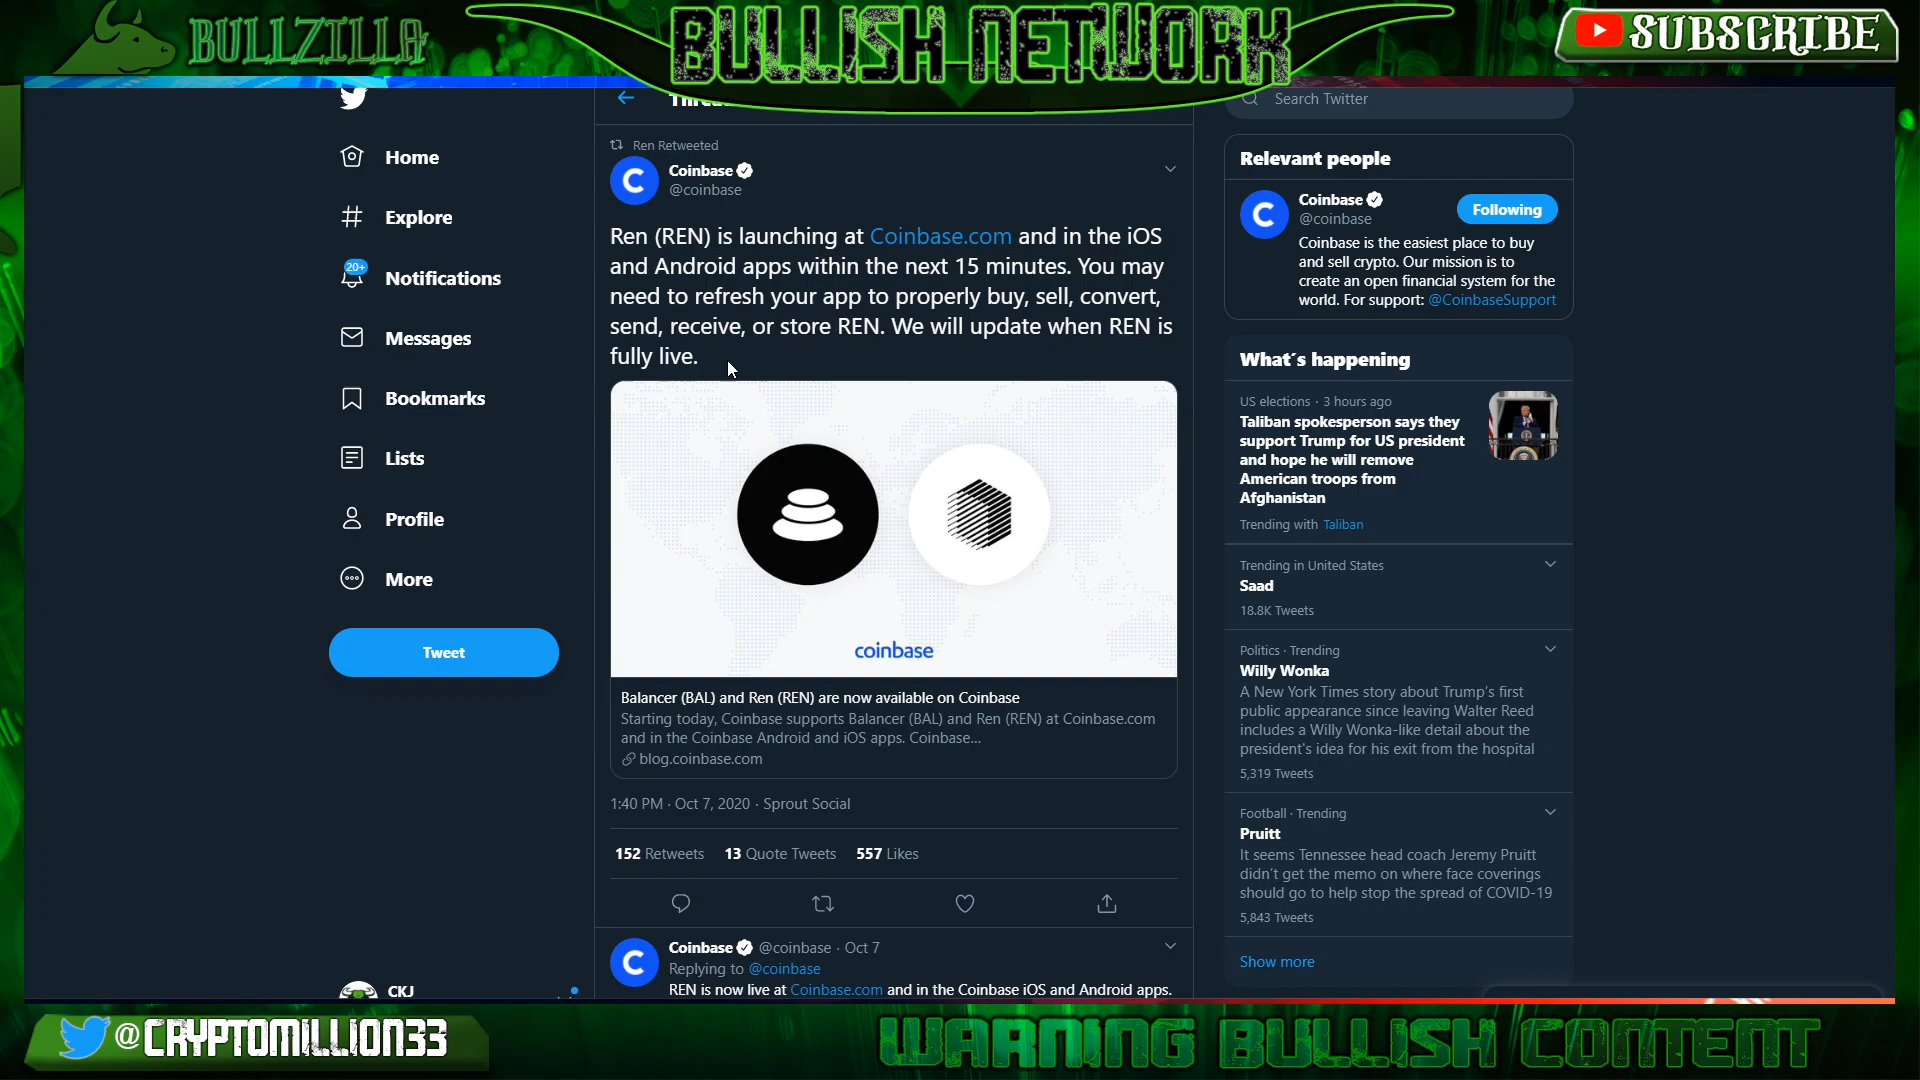 BULLZILLA
BULLISH NETWORK
SUBSCRIBE
Search Twitter
Home
Explore
20+
Notifications
Messages
Bookmarks
Lists
Profile
More
Tweet
CKJ
Ren Retweeted
Coinbase
@coinbase
Ren (REN) is launching at Coinbase.com and in the iOS
and Android apps within the next 15 minutes. You may
need to refresh your app to properly buy, sell, convert,
send, receive, or store REN. We will update when REN is
fully live.
coinbase
Balancer (BAL) and Ren (REN) are now available on Coinbase
Starting today, Coinbase supports Balancer (BAL) and Ren (REN) at Coinbase.com
and in the Coinbase Android and iOS apps. Coinbase...
blog.coinbase.com
1:40 PM · Oct 7, 2020 · Sprout Social
152 Retweets 13 Quote Tweets 557 Likes
Coinbase @coinbase · Oct 7
Replying to @coinbase
REN is now live at Coinbase.com and in the Coinbase iOS and Android apps.
Relevant people
Coinbase
@coinbase
Following
Coinbase is the easiest place to buy
and sell crypto. Our mission is to
create an open financial system for the
world. For support: @CoinbaseSupport
What's happening
US elections · 3 hours ago
Taliban spokesperson says they
support Trump for US president
and hope he will remove
American troops from
Afghanistan
Trending with Taliban
Trending in United States
Saad
18.8K Tweets
Politics · Trending
Willy Wonka
A New York Times story about Trump's first
public appearance since leaving Walter Reed
includes a Willy Wonka-like detail about the
president's idea for his exit from the hospital
5,319 Tweets
Football · Trending
Pruitt
It seems Tennessee head coach Jeremy Pruitt
didn't get the memo on where face coverings
should go to help stop the spread of COVID-19
5,843 Tweets
Show more
@CRYPTOMILLION33
WARNING BULLISH CONTENT